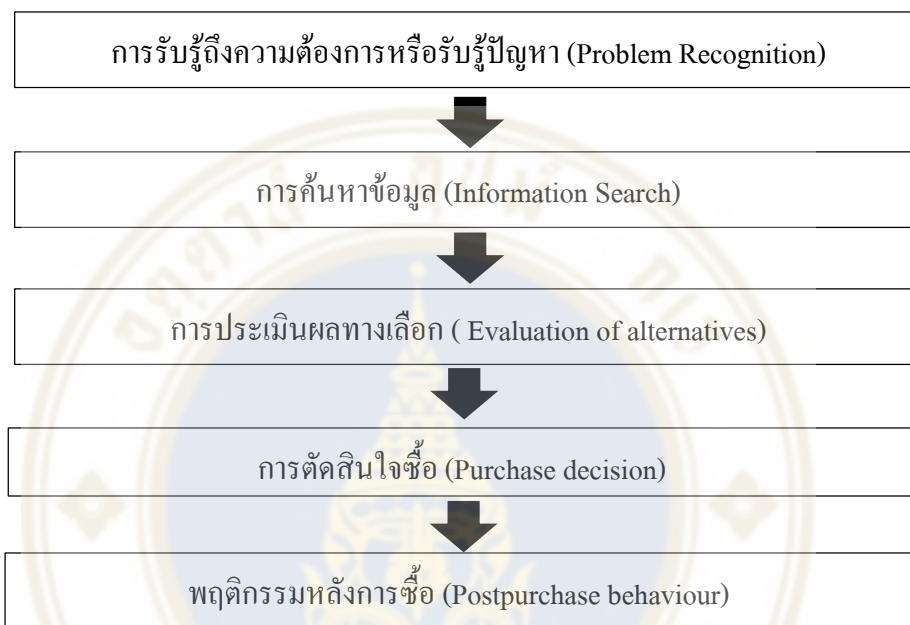 การรับรู้ถึงความต้องการหรือรับรู้ปัญหา (Problem Recognition)
การค้นหาข้อมูล (Information Search)
การประเมินผลทางเลือก ( Evaluation of alternatives)
การตัดสินใจซื้อ (Purchase decision)
พฤติกรรมหลังการซื้อ (Postpurchase behaviour)